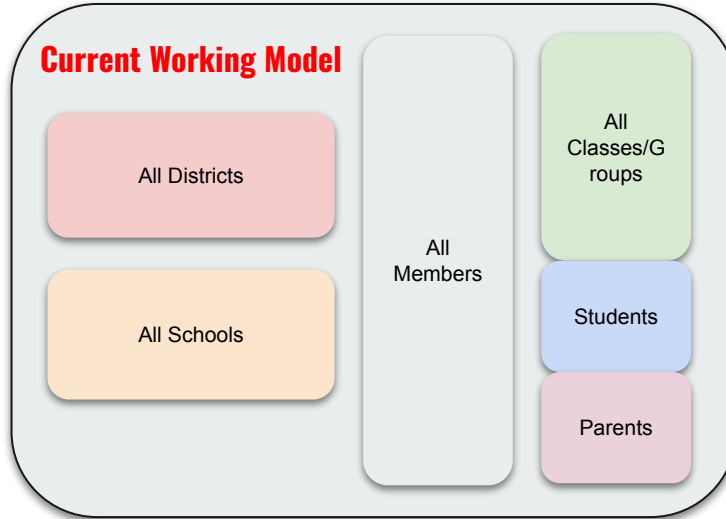 Current Working Model
All Districts
All Schools
All
Members
All
Classes/G
roups
Students
Parents